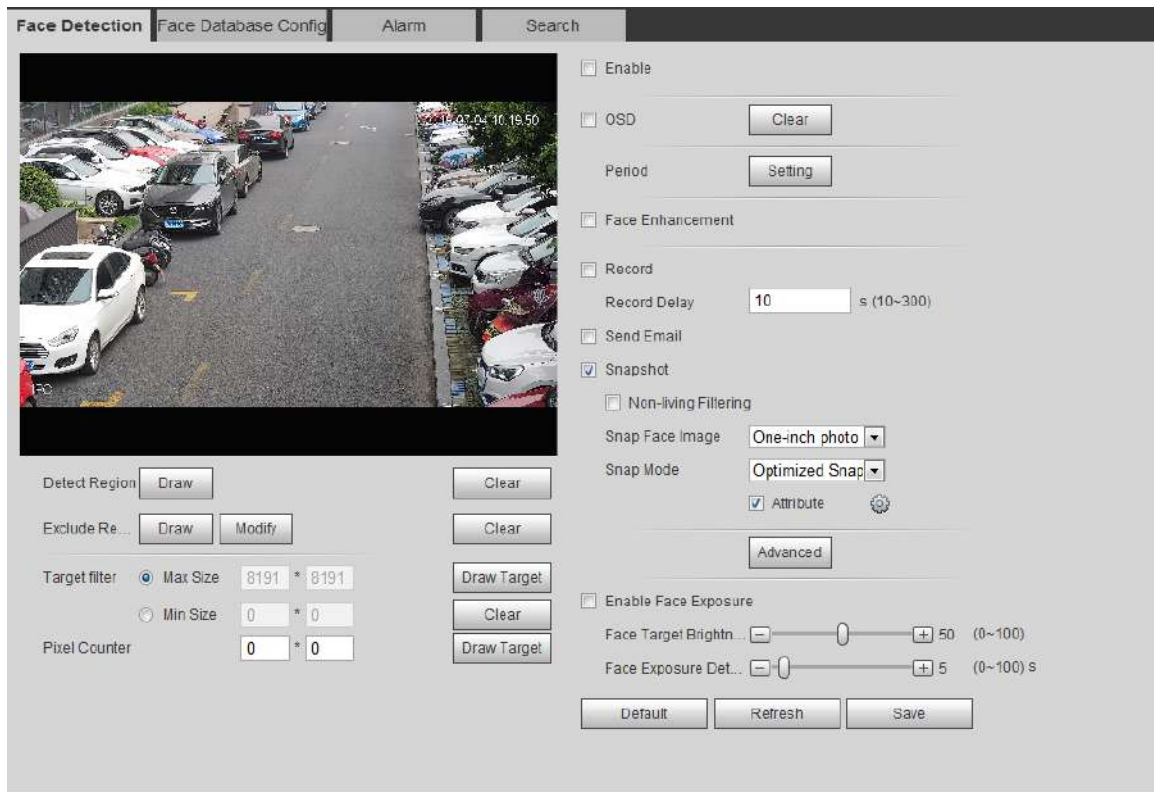 Face Detection
Face Database Config
Alarm
Search
10:19:50
IPC
Detect Region
Draw
Clear
Exclude Re...
Draw
Modify
Clear
Target filter
Max Size
8191 * 8191
Draw Target
Min Size
0 * 0
Clear
Pixel Counter
0 * 0
Draw Target
Enable
OSD
Clear
Period
Setting
Face Enhancement
Record
Record Delay
10
s (10~300)
Send Email
Snapshot
Non-living Filtering
Snap Face Image
One-inch photo
Snap Mode
Optimized Snap
Attribute
Advanced
Enable Face Exposure
Face Target Brightn...
50
(0~100)
Face Exposure Det...
5
(0~100) s
Default
Refresh
Save